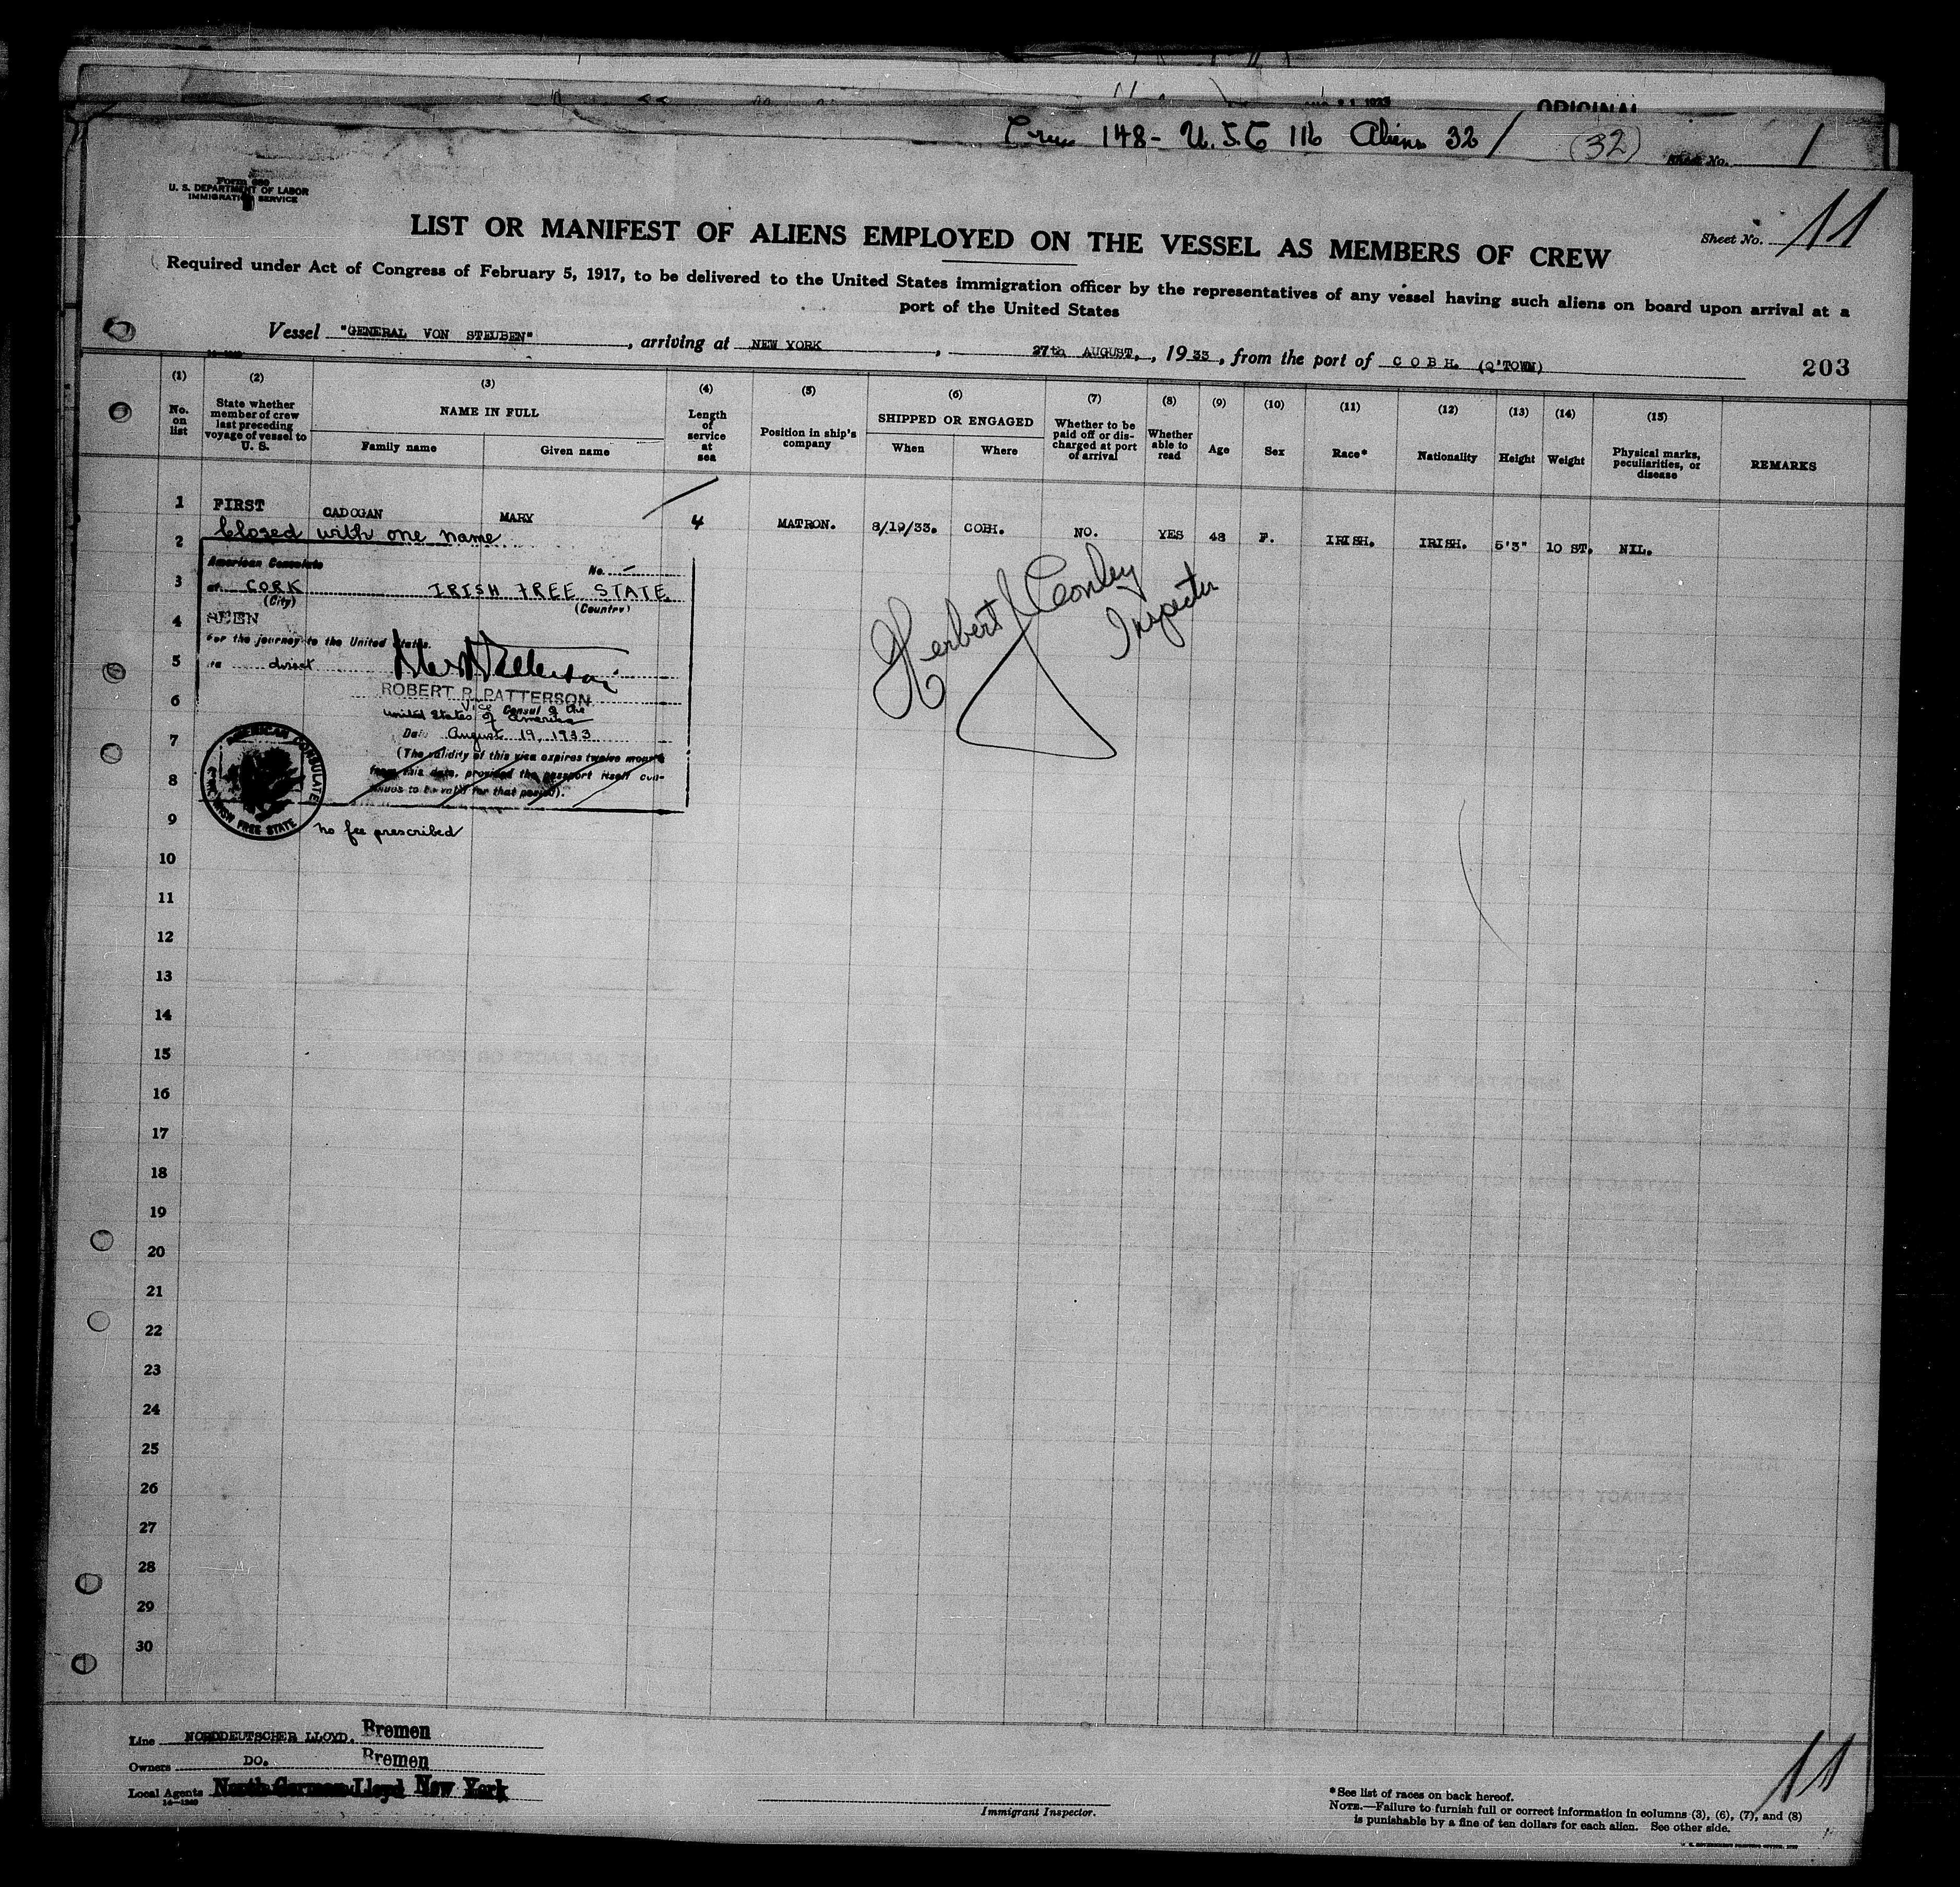 ORIGINAL
Crew 148 - U.S.C 116 Aliens 32 / (32) Sheet No. 1
Form 689
U. S. DEPARTMENT OF LABOR
IMMIGRATION SERVICE
Sheet No. 11
LIST OR MANIFEST OF ALIENS EMPLOYED ON THE VESSEL AS MEMBERS OF CREW
Required under Act of Congress of February 5, 1917, to be delivered to the United States immigration officer by the representatives of any vessel having such aliens on board upon arrival at a
port of the United States
Vessel "GENERAL VON STEUBEN", arriving at NEW YORK, 27th AUGUST, 1933, from the port of C O B H. (Q'TOWN)
203
(1) (2) (3) (4) (5) (6) (7) (8) (9) (10) (11) (12) (13) (14) (15)
No. on list
State whether member of crew last preceding voyage of vessel to U. S.
NAME IN FULL
Family name
Given name
Length of service at sea
Position in ship's company
SHIPPED OR ENGAGED
When
Where
Whether to be paid off or discharged at port of arrival
Whether able to read
Age
Sex
Race*
Nationality
Height
Weight
Physical marks, peculiarities, or disease
REMARKS
1 FIRST CADOGAN MARY 4 MATRON. 8/19/33. COBH. NO. YES 48 F. IRISH. IRISH. 5'3" 10 ST. NIL.
Closed with one name
2
American Consulate No. -
3
at CORK IRISH FREE STATE
(City) (Country)
4
SEEN
For the journey to the United States.
5
via direct
ROBERT R. PATTERSON
6
Vice Consul of the
United States of America
7
Date August 19, 1933
(The validity of this visa expires twelve months
8
from this date, provided the passport itself con-
tinues to be valid for that period).
AMERICAN CONSULATE
IRISH FREE STATE
9
no fee prescribed
Herbert J Conley
Inspector
10
11
12
13
14
15
16
17
18
19
20
21
22
23
24
25
26
27
28
29
30
Line NORDDEUTSCHER LLOYD. Bremen
Owners DO. Bremen
Local Agents North German Lloyd New York
14-1240
Immigrant Inspector.
*See list of races on back hereof.
NOTE.—Failure to furnish full or correct information in columns (3), (6), (7), and (8)
is punishable by a fine of ten dollars for each alien. See other side.
11